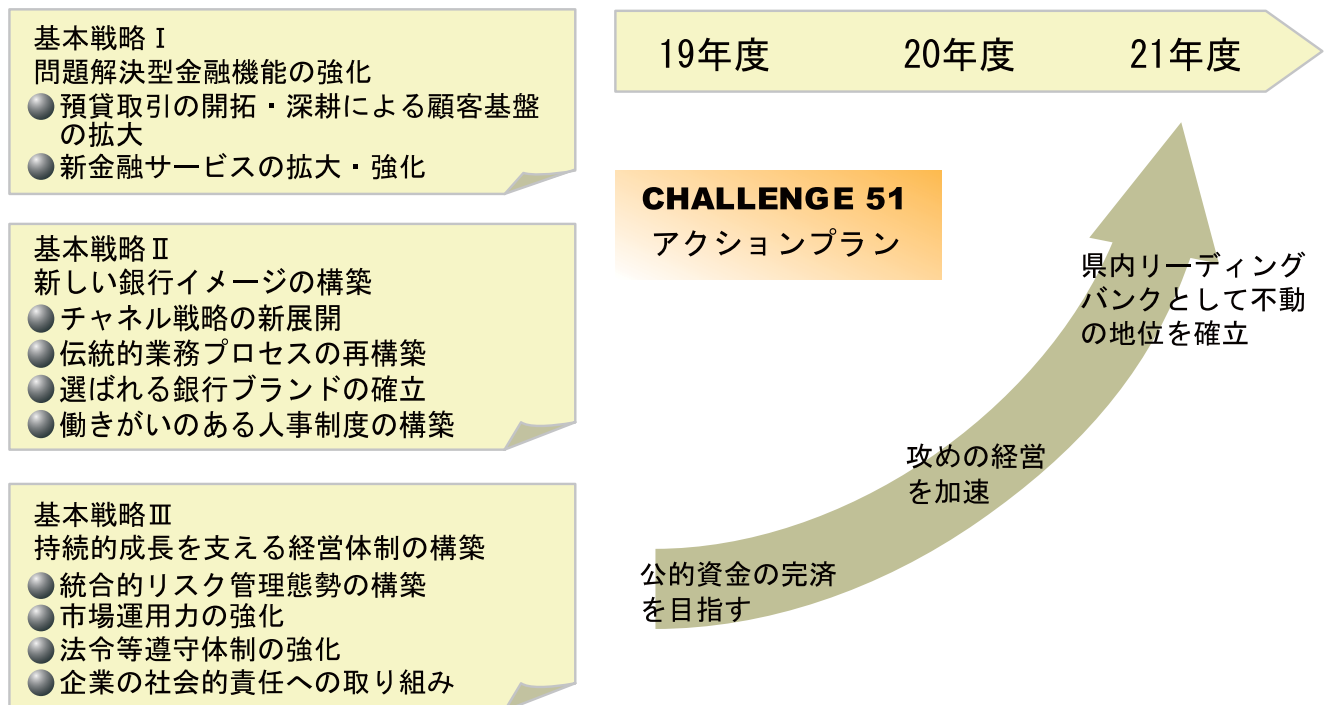 基本戦略Ⅰ
問題解決型金融機能の強化
預貸取引の開拓・深耕による顧客基盤
の拡大
新金融サービスの拡大・強化
基本戦略Ⅱ
新しい銀行イメージの構築
チャネル戦略の新展開
伝統的業務プロセスの再構築
選ばれる銀行ブランドの確立
働きがいのある人事制度の構築
基本戦略Ⅲ
持続的成長を支える経営体制の構築
統合的リスク管理態勢の構築
市場運用力の強化
法令等遵守体制の強化
企業の社会的責任への取り組み
19年度 20年度 21年度
CHALLENGE 51
アクションプラン
県内リーディング
バンクとして不動
の地位を確立
攻めの経営
を加速
公的資金の完済
を目指す